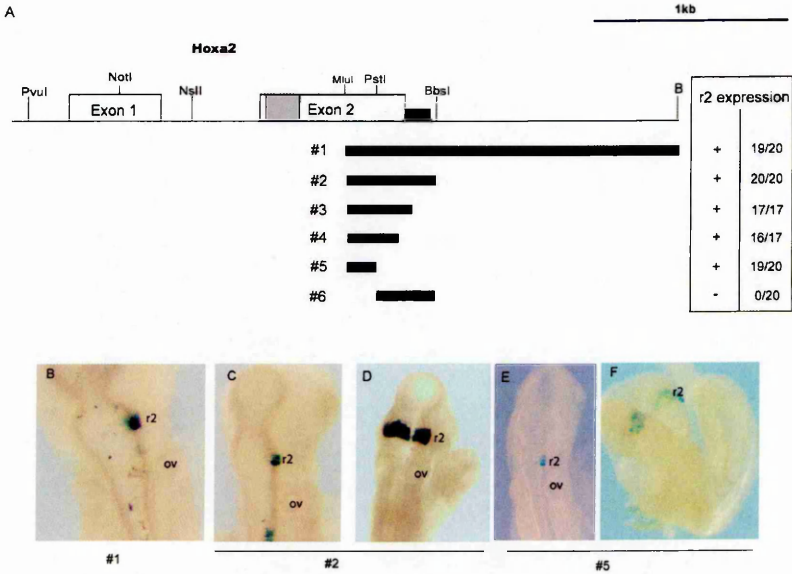 A
1kb
Hoxa2
PvuI NotI NsII MluI PstI BbsI B
Exon 1 Exon 2
r2 expression
#1 + 19/20
#2 + 20/20
#3 + 17/17
#4 + 16/17
#5 + 19/20
#6 - 0/20
B r2 ov
C r2 ov
D r2 ov
E r2 ov
F r2
#1 #2 #5